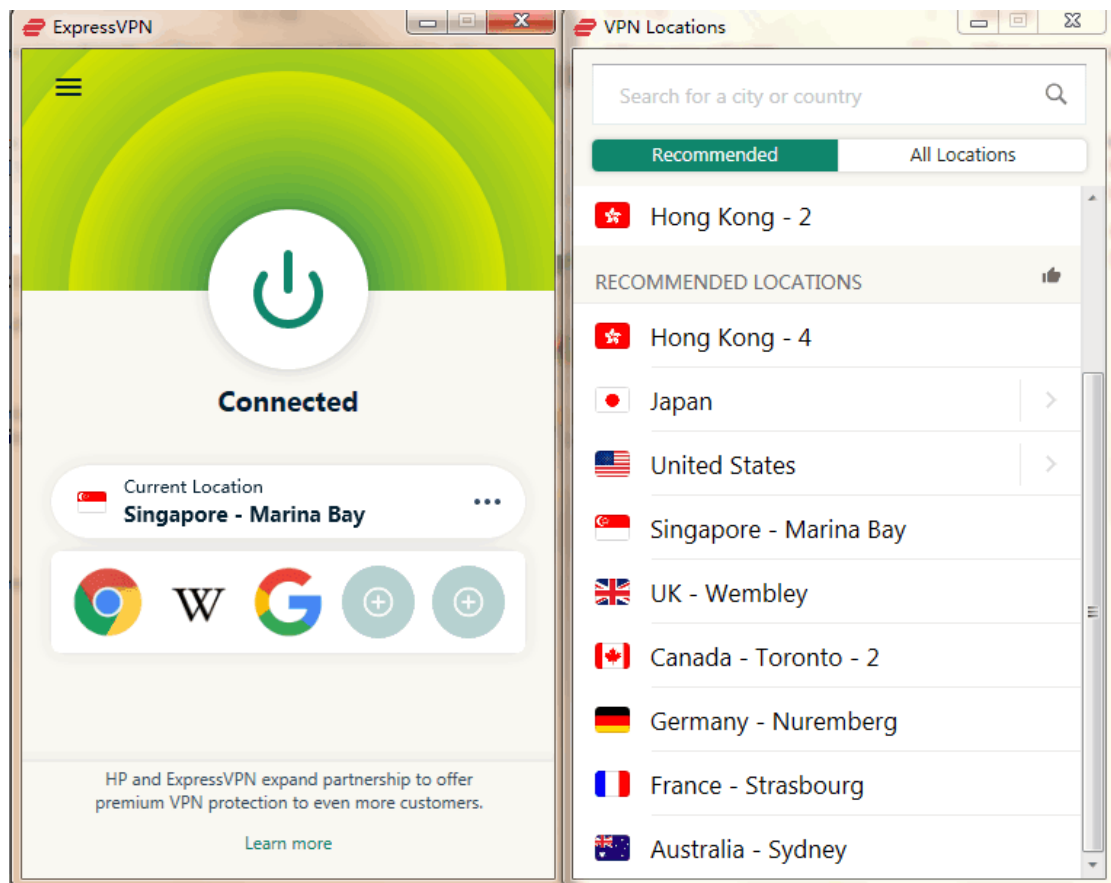 ExpressVPN
Connected
Current Location
Singapore - Marina Bay
W
HP and ExpressVPN expand partnership to offer
premium VPN protection to even more customers.
Learn more
VPN Locations
Search for a city or country
Recommended
All Locations
Hong Kong - 2
RECOMMENDED LOCATIONS
Hong Kong - 4
Japan
United States
Singapore - Marina Bay
UK - Wembley
Canada - Toronto - 2
Germany - Nuremberg
France - Strasbourg
Australia - Sydney